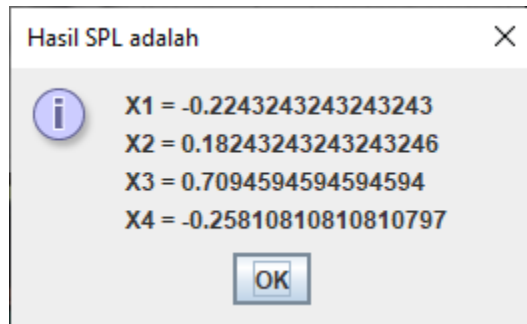 Hasil SPL adalah
X1 = -0.2243243243243243
X2 = 0.18243243243243246
X3 = 0.7094594594594594
X4 = -0.25810810810810797
OK